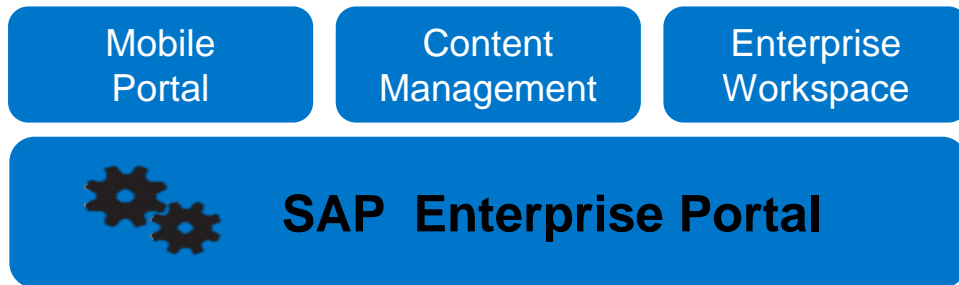 Mobile
Portal
Content
Management
Enterprise
Workspace
SAP  Enterprise Portal